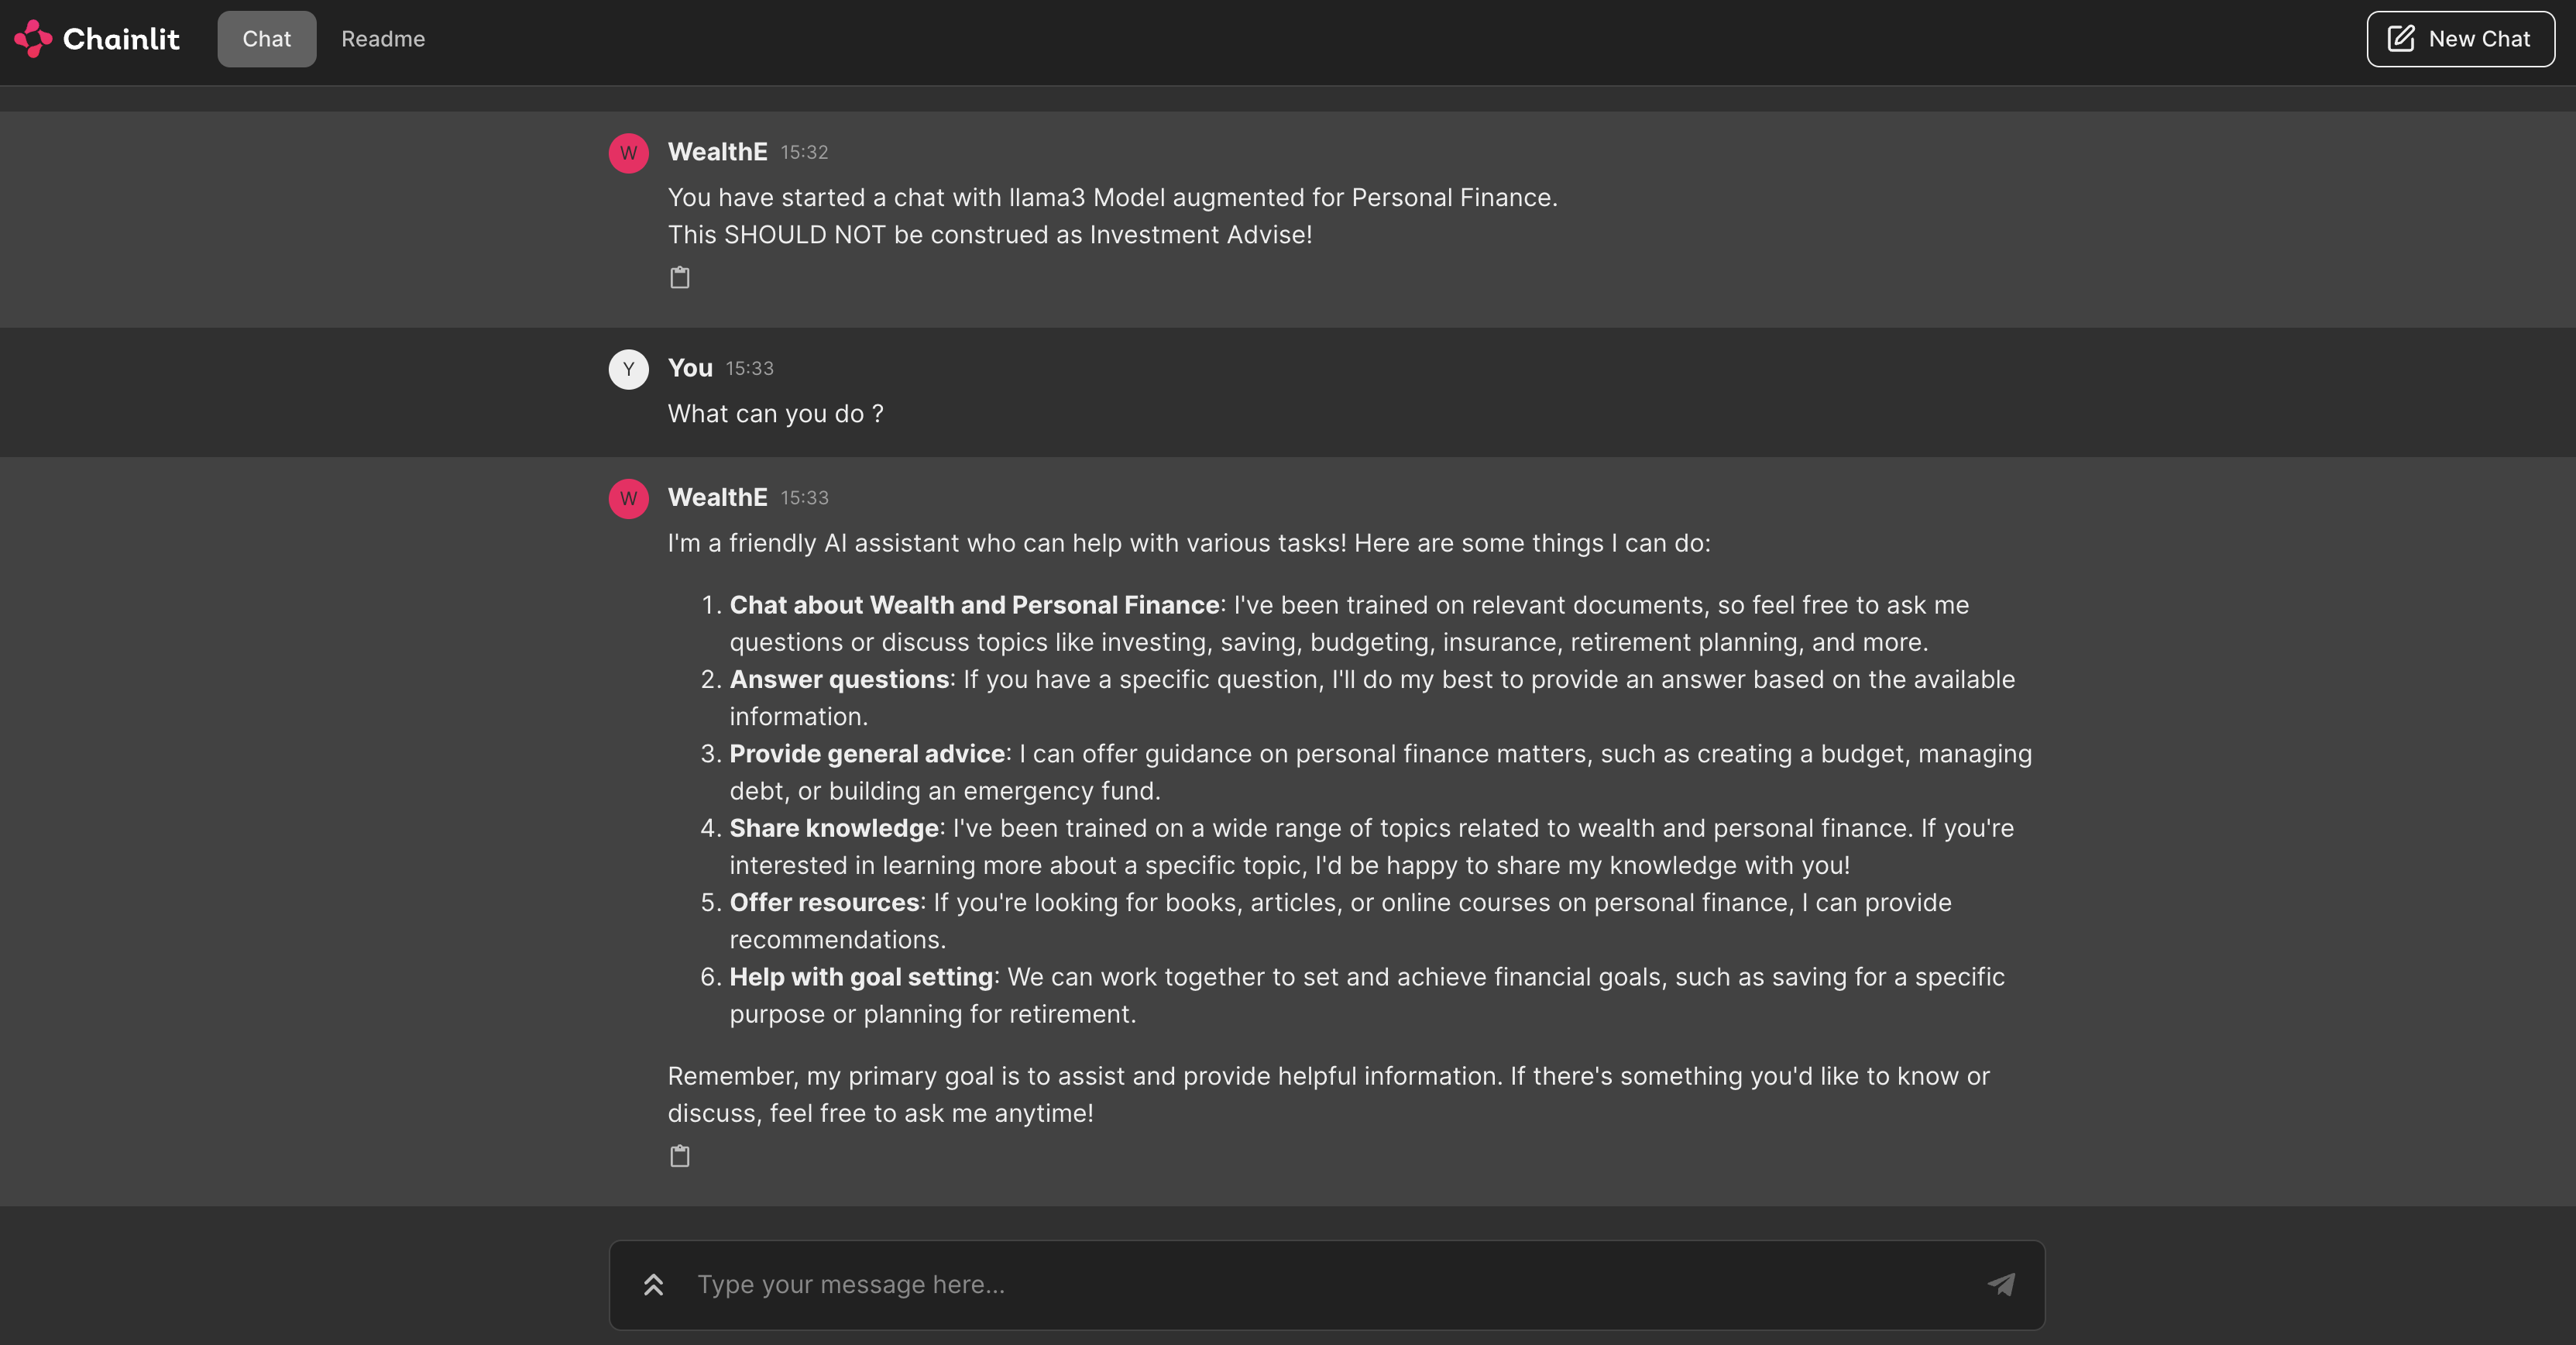 Chainlit
Chat
Readme
New Chat
W
WealthE 15:32
You have started a chat with llama3 Model augmented for Personal Finance.
This SHOULD NOT be construed as Investment Advise!
Y
You 15:33
What can you do ?
W
WealthE 15:33
I'm a friendly AI assistant who can help with various tasks! Here are some things I can do:
1. Chat about Wealth and Personal Finance: I've been trained on relevant documents, so feel free to ask me
questions or discuss topics like investing, saving, budgeting, insurance, retirement planning, and more.
2. Answer questions: If you have a specific question, I'll do my best to provide an answer based on the available
information.
3. Provide general advice: I can offer guidance on personal finance matters, such as creating a budget, managing
debt, or building an emergency fund.
4. Share knowledge: I've been trained on a wide range of topics related to wealth and personal finance. If you're
interested in learning more about a specific topic, I'd be happy to share my knowledge with you!
5. Offer resources: If you're looking for books, articles, or online courses on personal finance, I can provide
recommendations.
6. Help with goal setting: We can work together to set and achieve financial goals, such as saving for a specific
purpose or planning for retirement.
Remember, my primary goal is to assist and provide helpful information. If there's something you'd like to know or
discuss, feel free to ask me anytime!
Type your message here...